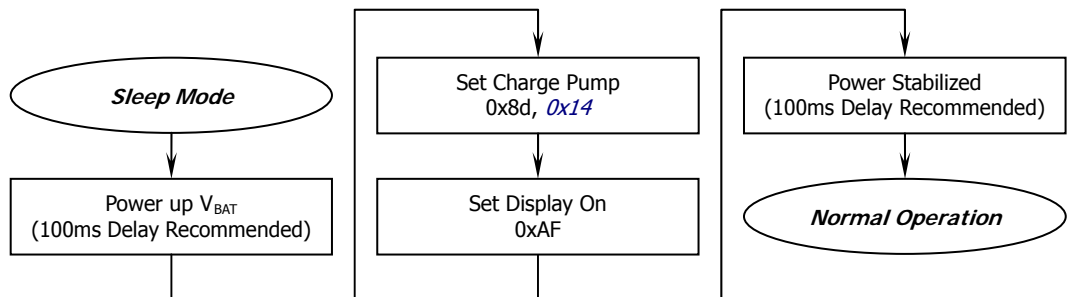 Sleep Mode
Power up VBAT
(100ms Delay Recommended)
Set Charge Pump
0x8d, 0x14
Set Display On
0xAF
Power Stabilized
(100ms Delay Recommended)
Normal Operation